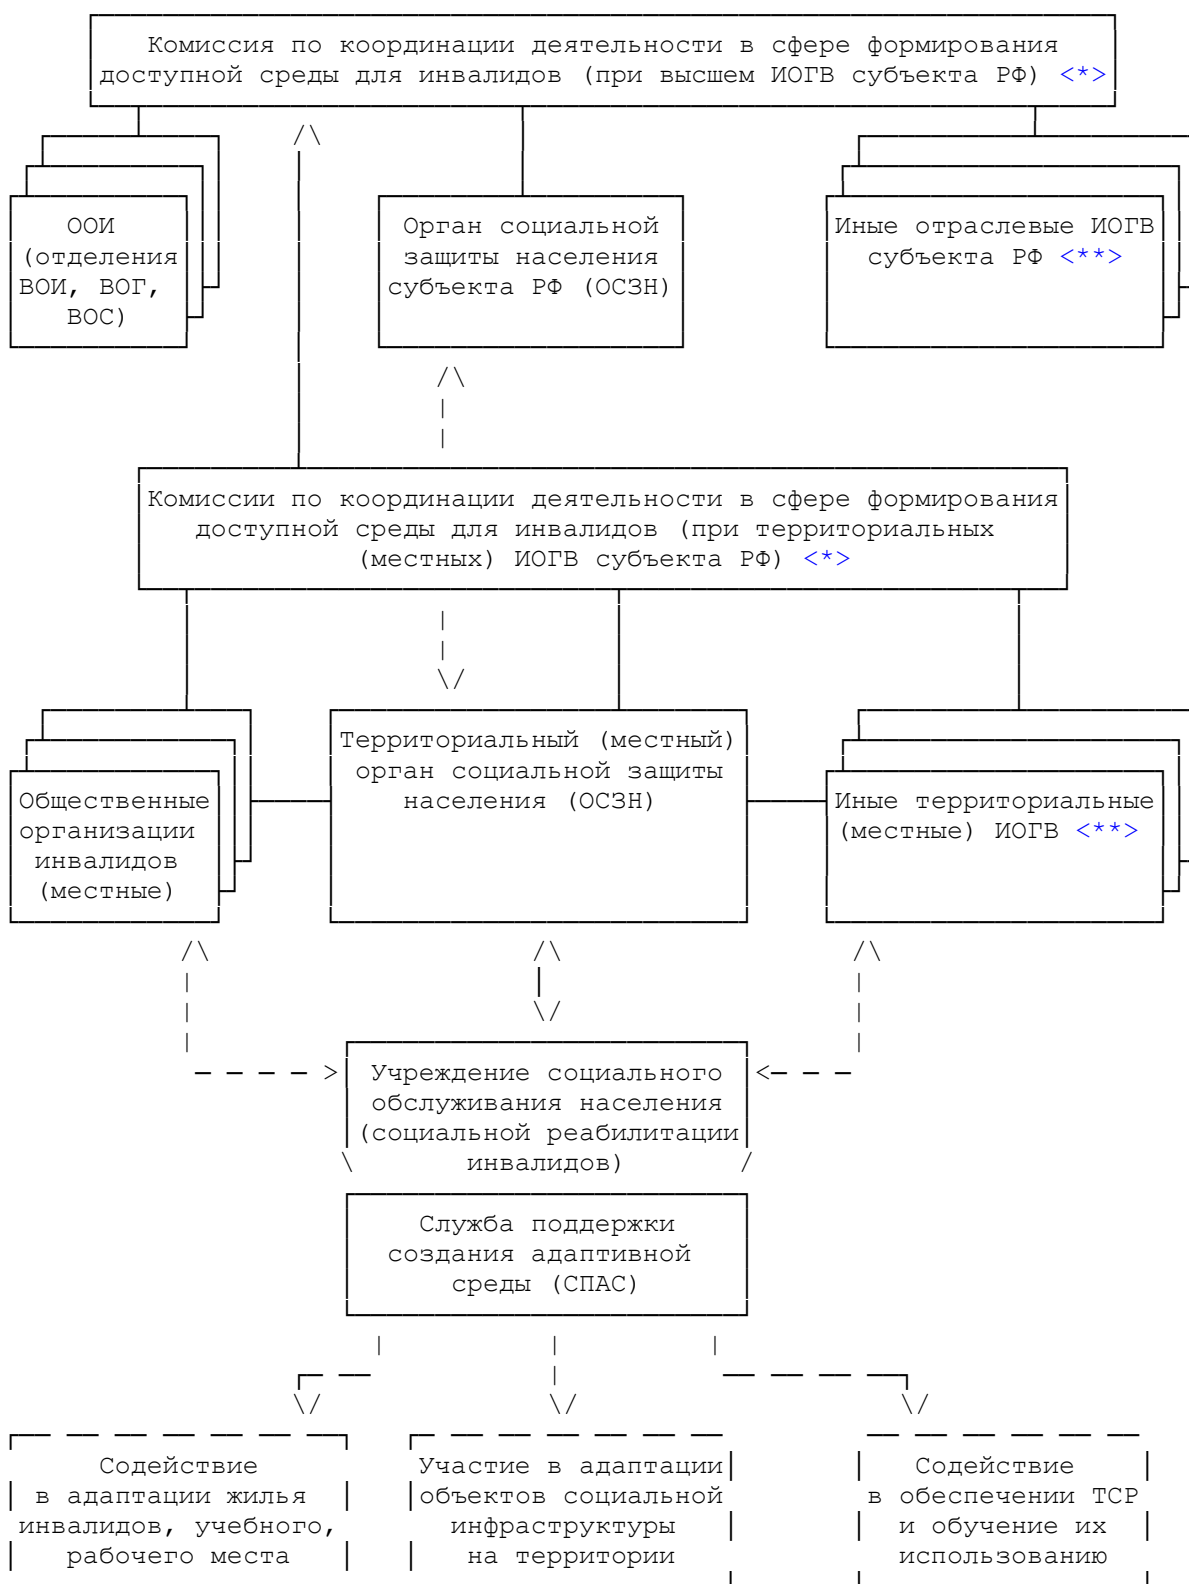 Комиссия по координации деятельности в сфере формирования
доступной среды для инвалидов (при высшем ИОГВ субъекта РФ) <*>
ООИ
(отделения
ВОИ, ВОГ,
ВОС)
Орган социальной
защиты населения
субъекта РФ (ОСЗН)
Иные отраслевые ИОГВ
субъекта РФ <**>
Комиссии по координации деятельности в сфере формирования
доступной среды для инвалидов (при территориальных
(местных) ИОГВ субъекта РФ) <*>
Общественные
организации
инвалидов
(местные)
Территориальный (местный)
орган социальной защиты
населения (ОСЗН)
Иные территориальные
(местные) ИОГВ <**>
Учреждение социального
обслуживания населения
(социальной реабилитации
инвалидов)
Служба поддержки
создания адаптивной
среды (СПАС)
Содействие
в адаптации жилья
инвалидов, учебного,
рабочего места
Участие в адаптации
объектов социальной
инфраструктуры
на территории
Содействие
в обеспечении ТСР
и обучение их
использованию